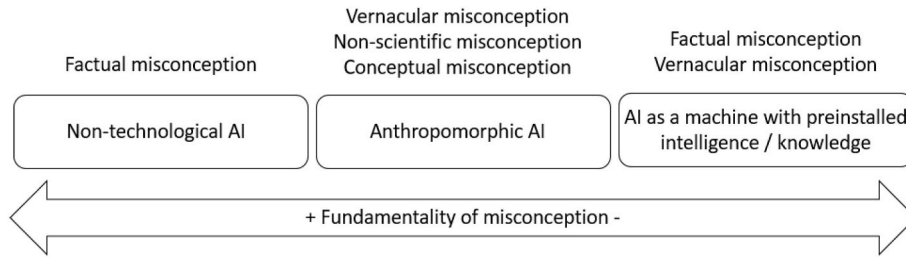 Factual misconception
Vernacular misconception
Non-scientific misconception
Conceptual misconception
Factual misconception
Vernacular misconception
Non-technological AI
Anthropomorphic AI
AI as a machine with preinstalled
intelligence / knowledge
+ Fundamentality of misconception -